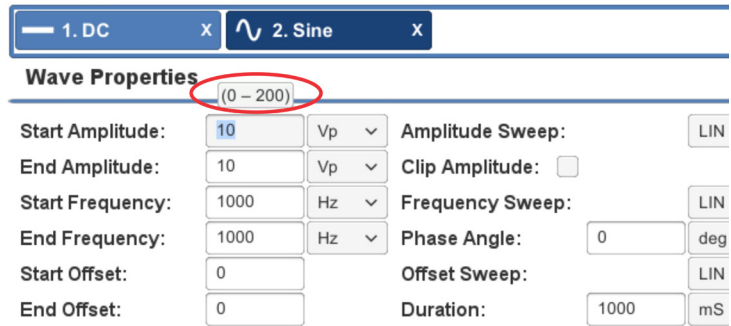 1. DC x 2. Sine x
Wave Properties
(0 – 200)
Start Amplitude: 10 Vp Amplitude Sweep: LIN
End Amplitude: 10 Vp Clip Amplitude:
Start Frequency: 1000 Hz Frequency Sweep: LIN
End Frequency: 1000 Hz Phase Angle: 0 deg
Start Offset: 0 Offset Sweep: LIN
End Offset: 0 Duration: 1000 mS